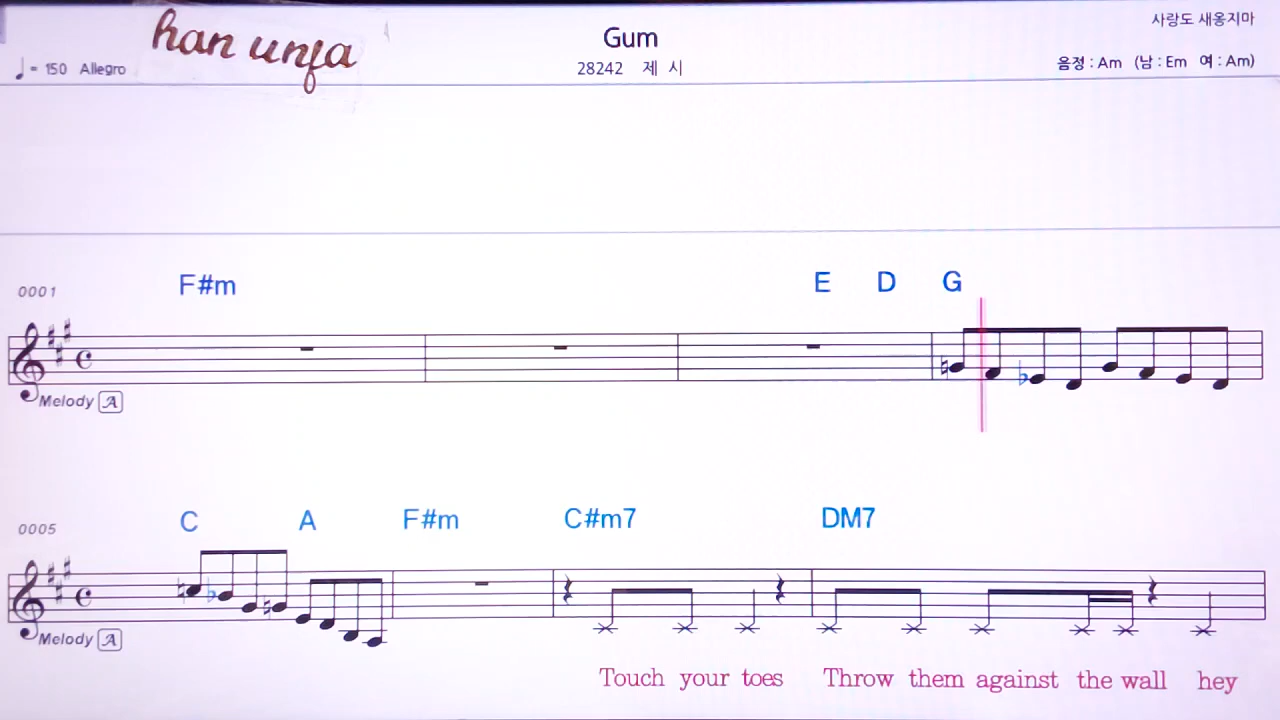 han unja
Gum
사랑도 새옹지마
♩= 150 Allegro
28242 제 시
음정 : Am (남 : Em 여 : Am)
0001 F#m E D G
Melody A
0005 C A F#m C#m7 DM7
Melody A
Touch your toes Throw them against the wall hey